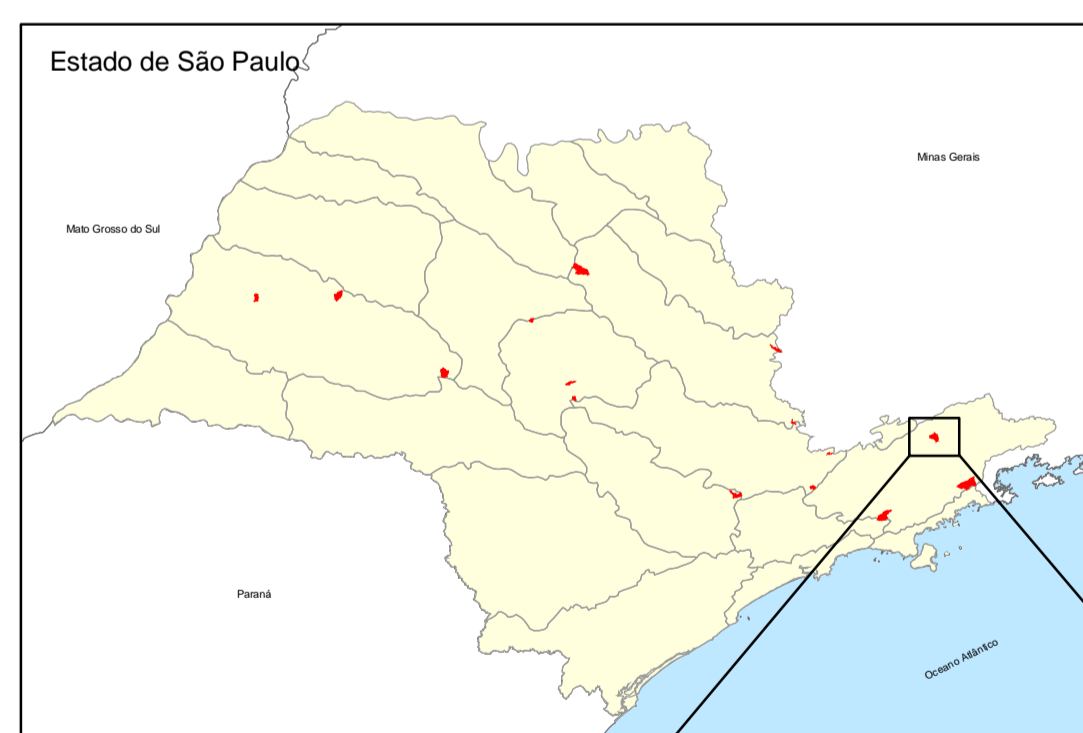 Estado de São Paulo
Minas Gerais
Mato Grosso do Sul
Paraná
Oceano Atlântico